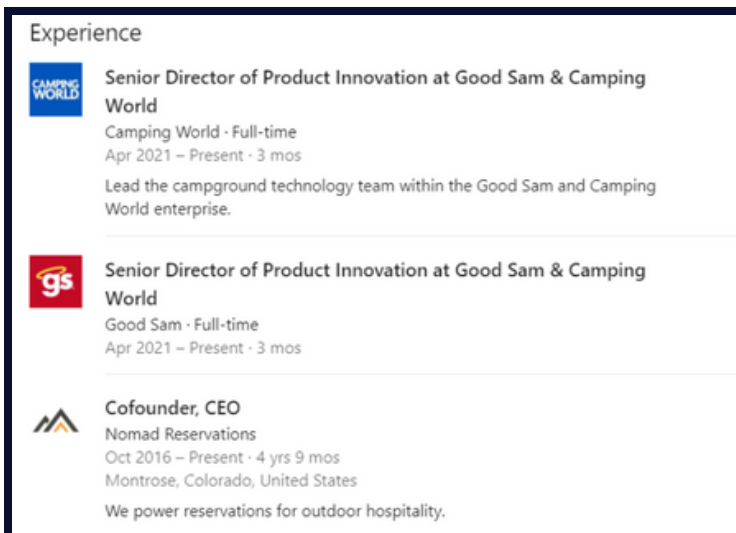 Experience
CAMPING
WORLD
Senior Director of Product Innovation at Good Sam & Camping
World
Camping World · Full-time
Apr 2021 – Present · 3 mos
Lead the campground technology team within the Good Sam and Camping
World enterprise.
gs
Senior Director of Product Innovation at Good Sam & Camping
World
Good Sam · Full-time
Apr 2021 – Present · 3 mos
Cofounder, CEO
Nomad Reservations
Oct 2016 – Present · 4 yrs 9 mos
Montrose, Colorado, United States
We power reservations for outdoor hospitality.